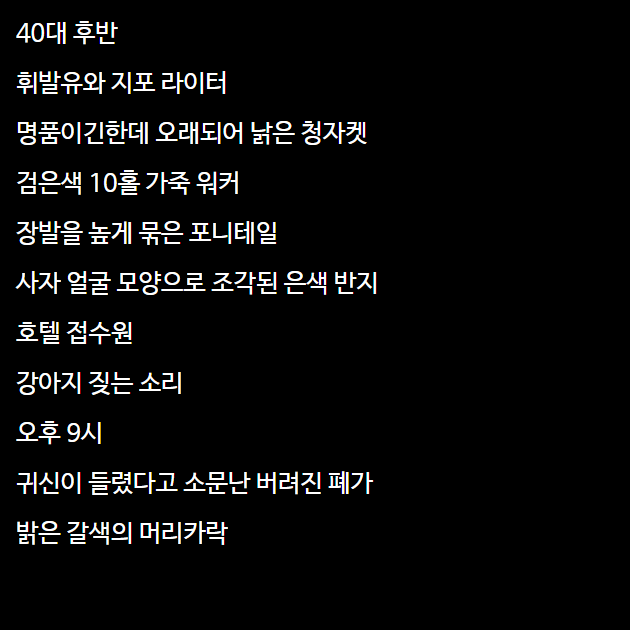 40대 후반
휘발유와 지포 라이터
명품이긴한데 오래되어 낡은 청자켓
검은색 10홀 가죽 워커
장발을 높게 묶은 포니테일
사자 얼굴 모양으로 조각된 은색 반지
호텔 접수원
강아지 짖는 소리
오후 9시
귀신이 들렸다고 소문난 버려진 폐가
밝은 갈색의 머리카락